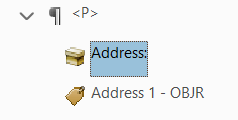 ¶ <P>
Address:
Address 1 - OBJR